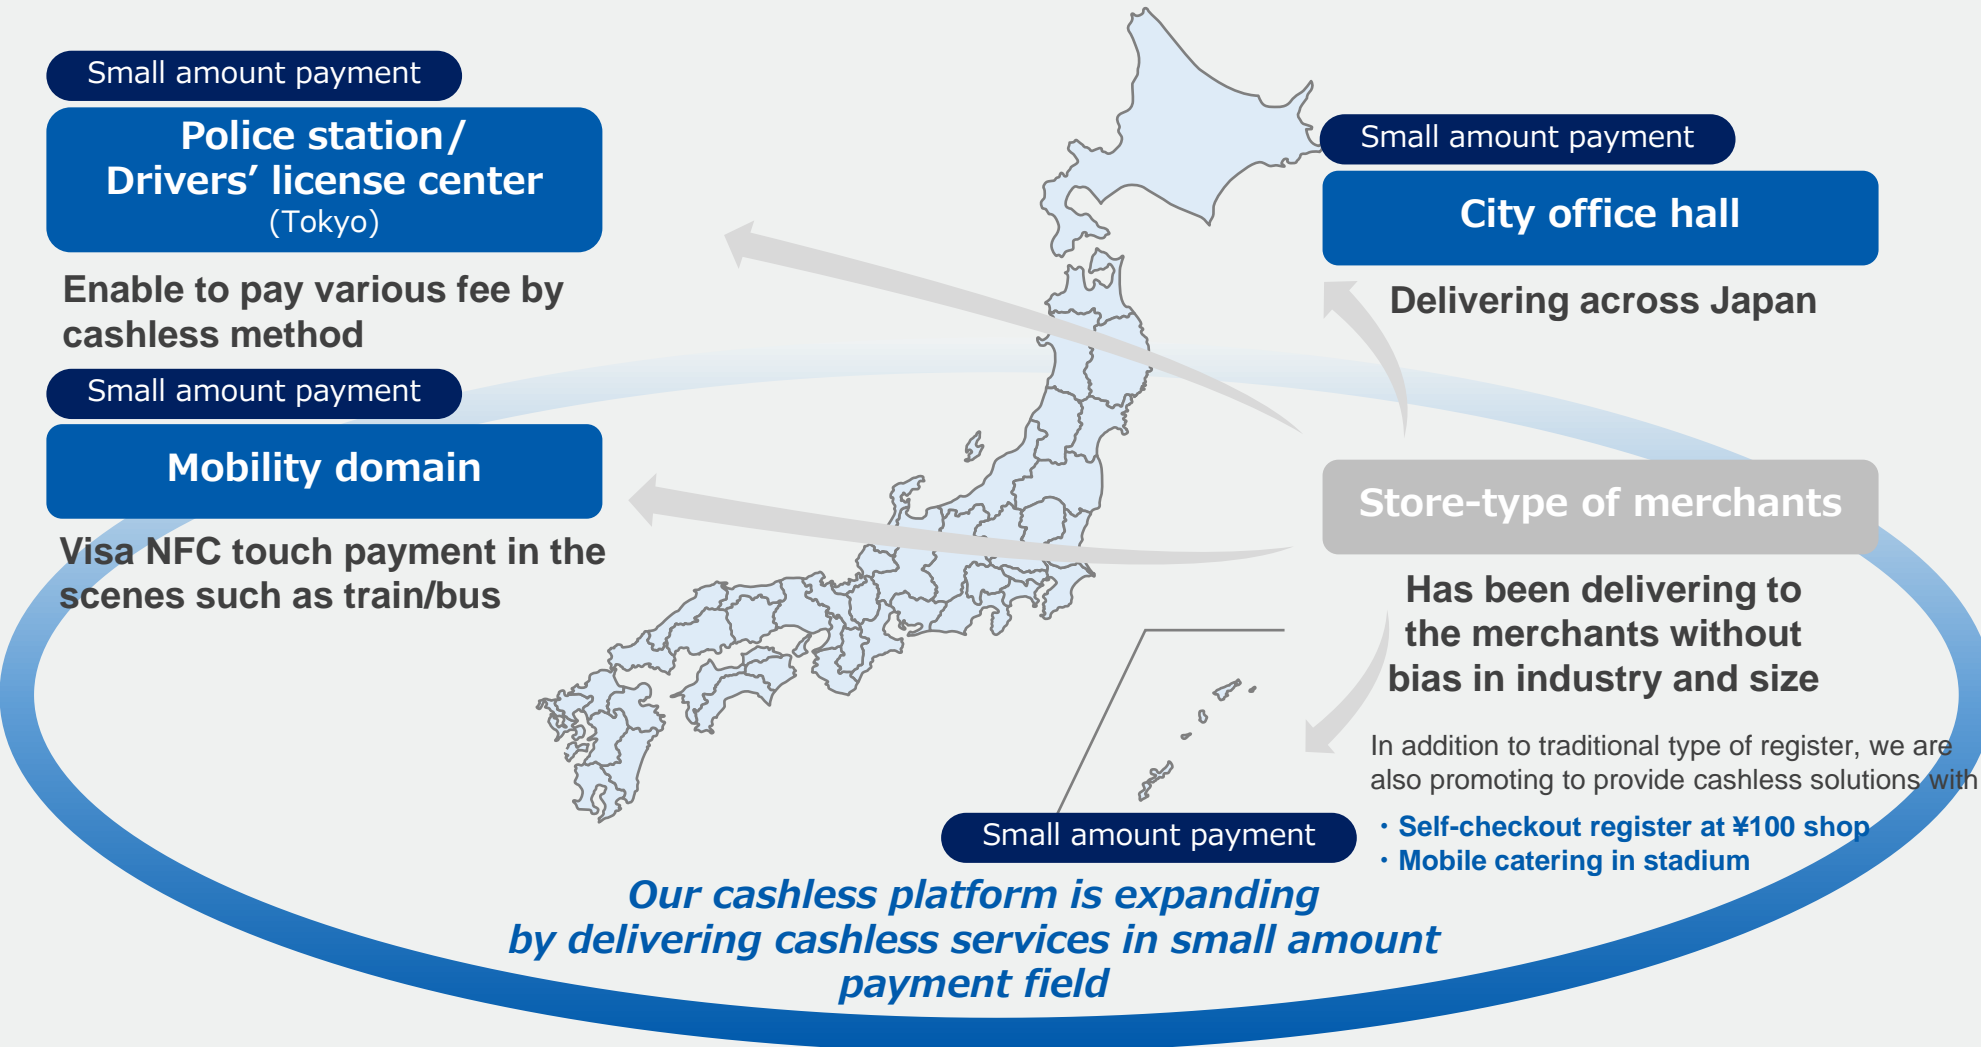 Small amount payment
Police station/
Drivers’ license center
(Tokyo)
Enable to pay various fee by
cashless method
Small amount payment
Mobility domain
Visa NFC touch payment in the
scenes such as train/bus
Small amount payment
City office hall
Delivering across Japan
Store-type of merchants
Has been delivering to
the merchants without
bias in industry and size
In addition to traditional type of register, we are
also promoting to provide cashless solutions with
・Self-checkout register at ¥100 shop
・Mobile catering in stadium
Small amount payment
Our cashless platform is expanding
by delivering cashless services in small amount
payment field